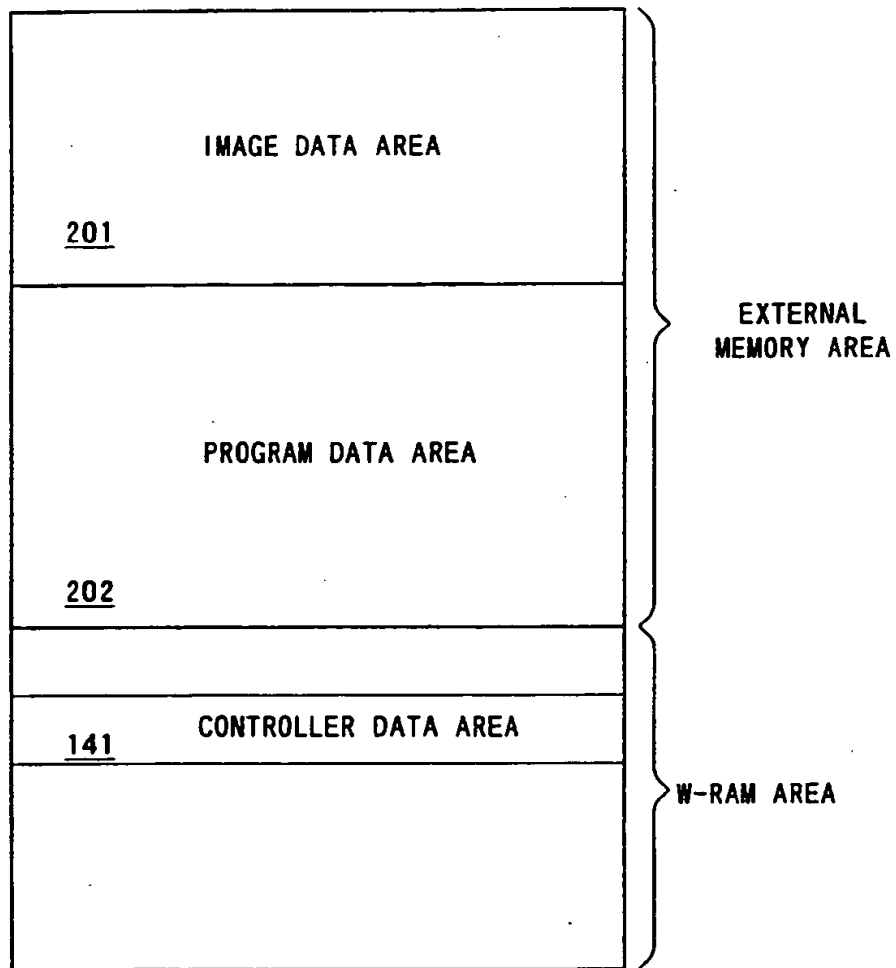 IMAGE DATA AREA
201
EXTERNAL
MEMORY AREA
PROGRAM DATA AREA
202
CONTROLLER DATA AREA
141
W-RAM AREA